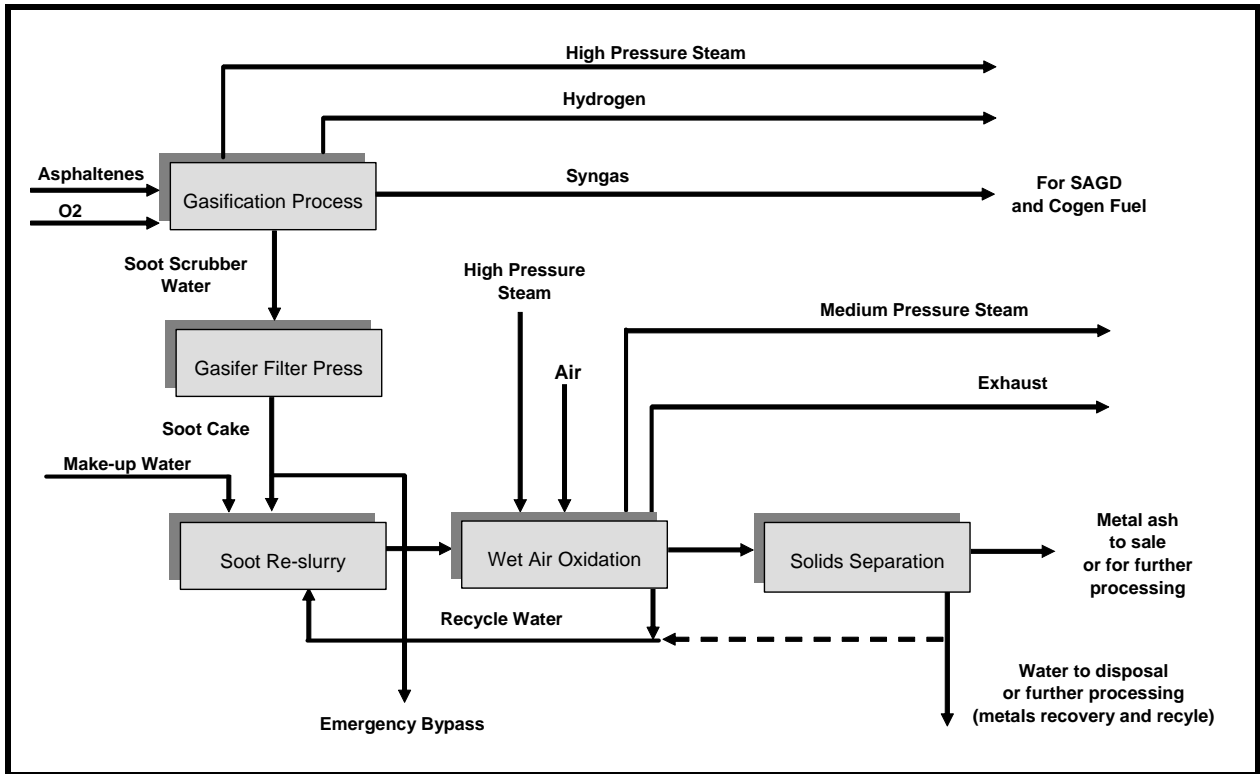 High Pressure Steam
Hydrogen
Asphaltenes
Syngas
Gasification Process
O2
For SAGD
and Cogen Fuel
Soot Scrubber
Water
High Pressure
Steam
Medium Pressure Steam
Gasifer Filter Press
Air
Exhaust
Soot Cake
Make-up Water
Soot Re-slurry
Wet Air Oxidation
Solids Separation
Metal ash
to sale
or for further
processing
Recycle Water
Water to disposal
or further processing
(metals recovery and recyle)
Emergency Bypass